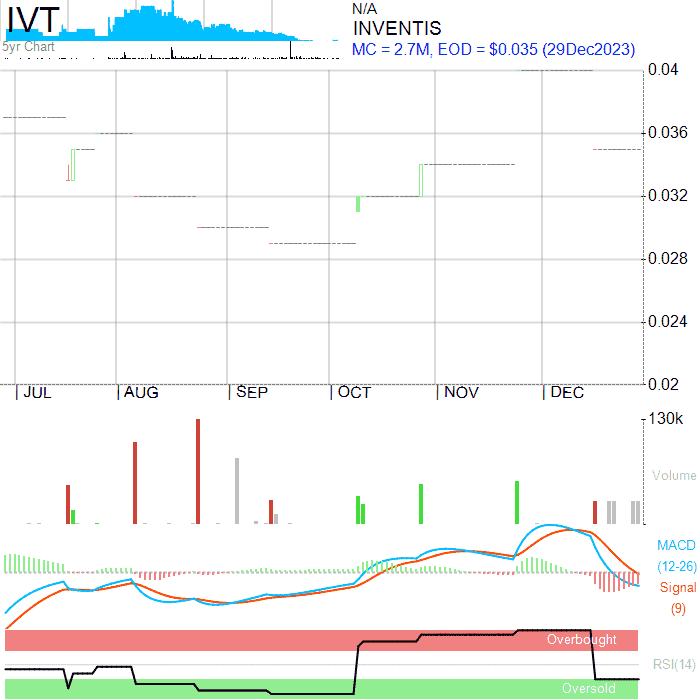 IVT
5yr Chart
N/A
INVENTIS
MC = 2.7M, EOD = $0.035 (29Dec2023)
0.04
0.036
0.032
0.028
0.024
0.02
JUL AUG SEP OCT NOV DEC
130k
Volume
MACD
(12-26)
Signal
(9)
Overbought
RSI(14)
Oversold